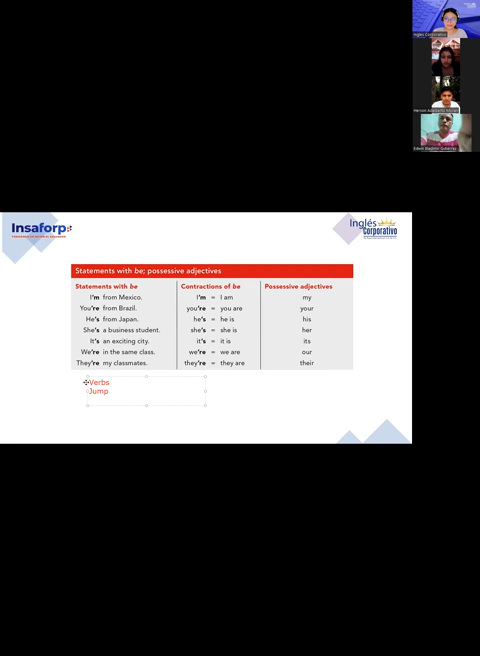 Inglés Corporativo
Edwin Bladimir Gutierrez
Insaforp
Inglés
Corporativo
Statements with be; possessive adjectives
Statements with be Contractions of be Possessive adjectives
I'm from Mexico. I'm = I am my
You're from Brazil. you're = you are your
He's from Japan. he's = he is his
She's a business student. she's = she is her
It's an exciting city. it's = it is its
We're in the same class. we're = we are our
They're my classmates. they're = they are their
Verbs
Jump